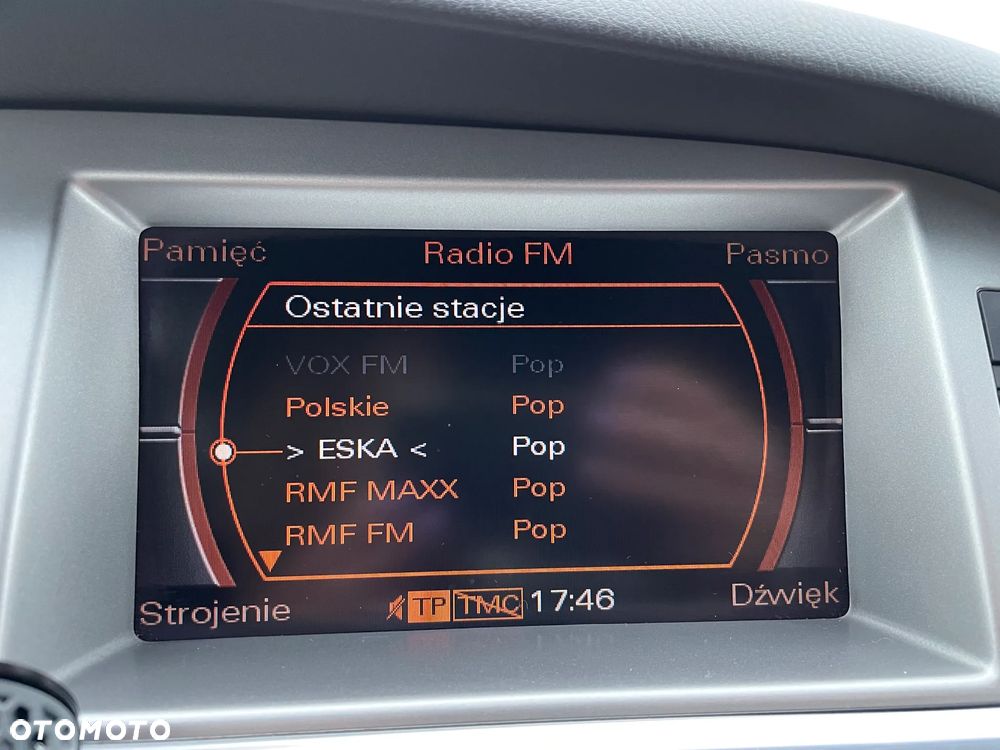 Pamięć Radio FM Pasmo
Ostatnie stacje
VOX FM Pop
Polskie Pop
> ESKA < Pop
RMF MAXX Pop
RMF FM Pop
Strojenie TP TMC 17:46 Dźwięk
OTOMOTO